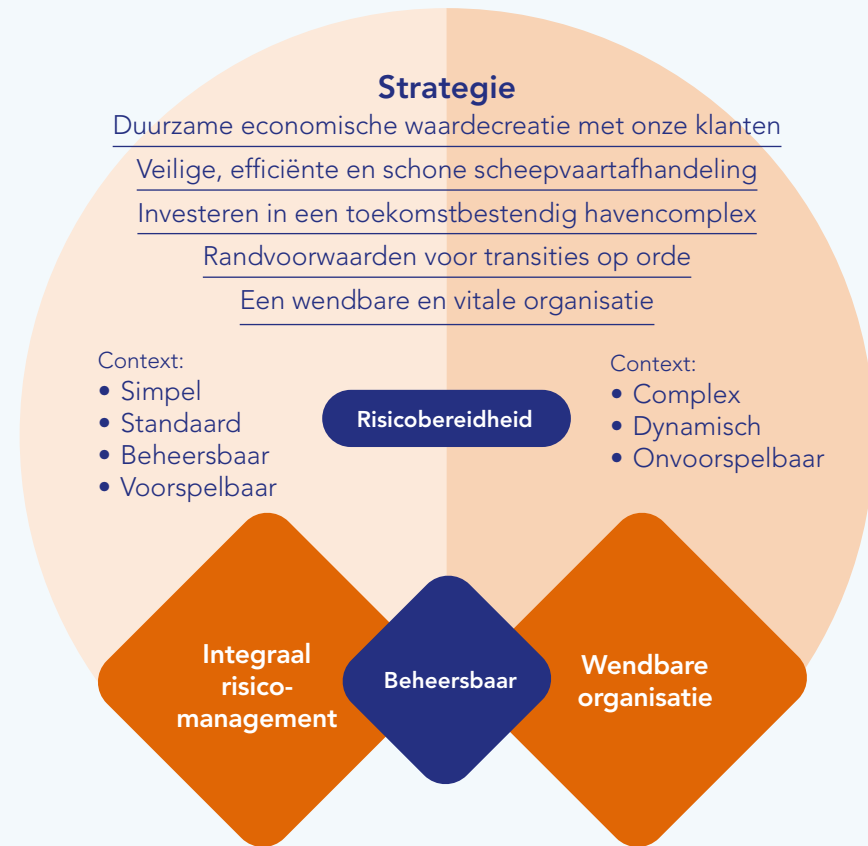 Strategie
Duurzame economische waardecreatie met onze klanten
Veilige, efficiënte en schone scheepvaartafhandeling
Investeren in een toekomstbestendig havencomplex
Randvoorwaarden voor transities op orde
Een wendbare en vitale organisatie
Context:
• Simpel
• Standaard
• Beheersbaar
• Voorspelbaar
Risicobereidheid
Context:
• Complex
• Dynamisch
• Onvoorspelbaar
Integraal
risico-
management
Beheersbaar
Wendbare
organisatie